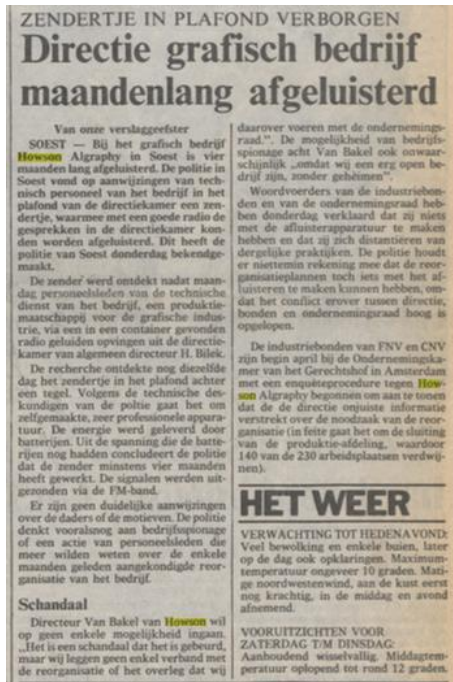 ZENDERTJE IN PLAFOND VERBORGEN
Directie grafisch bedrijf
maandenlang afgeluisterd
Van onze verslaggeefster
SOEST — Bij het grafisch bedrijf
Howson Algraphy in Soest is vier
maanden lang afgeluisterd. De politie in
Soest vond op aanwijzingen van tech-
nisch personeel van het bedrijf in het
plafond van de directiekamer een zen-
dertje, waarmee met een goede radio de
gesprekken in de directiekamer kon-
den worden afgeluisterd. Dit heeft de
politie van Soest donderdag bekendge-
maakt.
De zender werd ontdekt nadat maan-
dag personeelsleden van de technische
dienst van het bedrijf, een produktie-
maatschappij voor de grafische indus-
trie, via een in een container gevonden
radio geluiden opvingen uit de directie-
kamer van algemeen directeur H. Bilek.
De recherche ontdekte nog diezelfde
dag het zendertje in het plafond achter
een tegel. Volgens de technische des-
kundigen van de poltie gaat het om
zelfgemaakte, zeer professionele appara-
tuur. De energie werd geleverd door
batterijen. Uit de spanning die de batte-
rijen nog hadden concludeert de politie
dat de zender minstens vier maanden
heeft gewerkt. De signalen werden uit-
gezonden via de FM-band.
Er zijn geen duidelijke aanwijzingen
over de daders of de motieven. De politie
denkt vooralsnog aan bedrijfsspionage
of een actie van personeelsleden die
meer wilden weten over de enkele
maanden geleden aangekondigde reor-
ganisatie van het bedrijf.
Schandaal
Directeur Van Bakel van Howson wil
op geen enkele mogelijkheid ingaan.
„Het is een schandaal dat het is gebeurd,
maar wij leggen geen enkel verband met
de reorganisatie of het overleg dat wij
daarover voeren met de ondernemings-
raad.”. De mogelijkheid van bedrijfs-
spionage acht Van Bakel ook onwaar-
schijnlijk „omdat wij een erg open be-
drijf zijn, zonder geheimen”.
Woordvoerders van de industriebon-
den en van de ondernemingsraad heb-
ben donderdag verklaard dat zij niets
met de afluisterapparatuur te maken
hebben en dat zij zich distantiëren van
dergelijke praktijken. De politie houdt
er niettemin rekening mee dat de reor-
ganisatieplannen toch iets met het af-
luisteren te maken kunnen hebben, om-
dat het conflict erover tussen directie,
bonden en ondernemingsraad hoog is
opgelopen.
De industriebonden van FNV en CNV
zijn begin april bij de Ondernemingska-
mer van het Gerechtshof in Amsterdam
met een enquêteprocedure tegen How-
son Algraphy begonnen om aan te tonen
dat de de directie onjuiste informatie
verstrekt over de noodzaak van de reor-
ganisatie (in feite gaat het om de sluiting
van de produktie-afdeling, waardoor
140 van de 230 arbeidsplaatsen verdwij-
nen).
HET WEER
VERWACHTING TOT HEDENAVOND:
Veel bewolking en enkele buien, later
op de dag ook opklaringen. Maximum-
temperatuur ongeveer 10 graden. Mati-
ge noordwestenwind, aan de kust eerst
nog krachtig, in de middag en avond
afnemend.
VOORUITZICHTEN VOOR
ZATERDAG T/M DINSDAG:
Aanhoudend wisselvallig. Middagtem-
peratuur oplopend tot rond 12 graden.